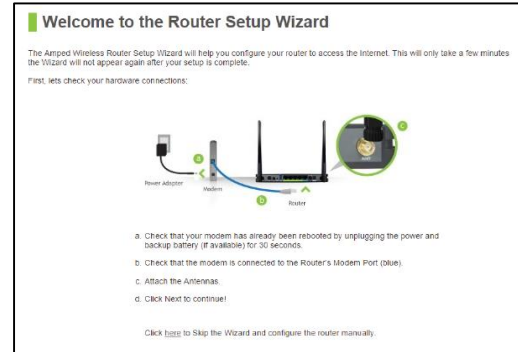 Welcome to the Router Setup Wizard
The Amped Wireless Router Setup Wizard will help you configure your router to access the Internet. This will only take a few minutes
the Wizard will not appear again after your setup is complete.
First, lets check your hardware connections:
a
c
Power Adapter
Modem
b
Router
a. Check that your modem has already been rebooted by unplugging the power and
backup battery (if available) for 30 seconds.
b. Check that the modem is connected to the Router's Modem Port (blue).
c. Attach the Antennas.
d. Click Next to continue!
Click here to Skip the Wizard and configure the router manually.